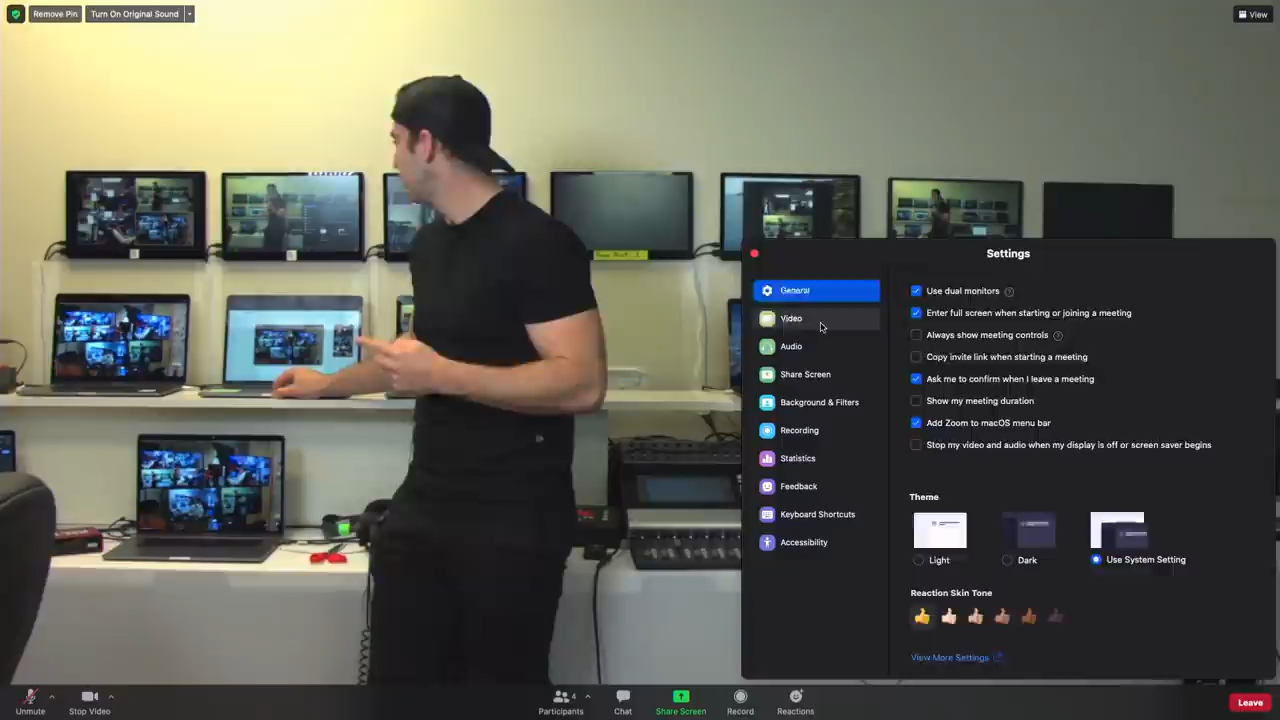 Remove Pin
Turn On Original Sound
View
Settings
General
Video
Audio
Share Screen
Background & Filters
Recording
Statistics
Feedback
Keyboard Shortcuts
Accessibility
Use dual monitors
Enter full screen when starting or joining a meeting
Always show meeting controls
Copy invite link when starting a meeting
Ask me to confirm when I leave a meeting
Show my meeting duration
Add Zoom to macOS menu bar
Stop my video and audio when my display is off or screen saver begins
Theme
Light
Dark
Use System Setting
Reaction Skin Tone
View More Settings
Unmute
Stop Video
4
Participants
Chat
Share Screen
Record
Reactions
Leave